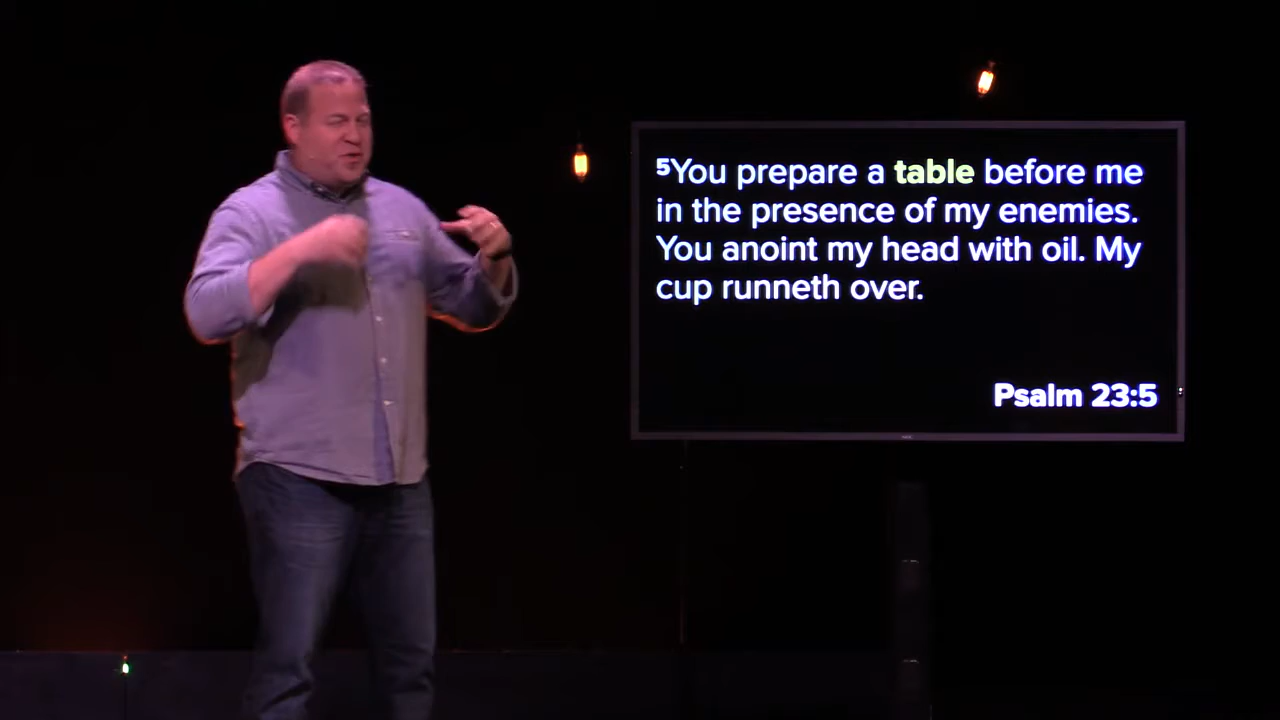 ⁵You prepare a table before me
in the presence of my enemies.
You anoint my head with oil. My
cup runneth over.
Psalm 23:5